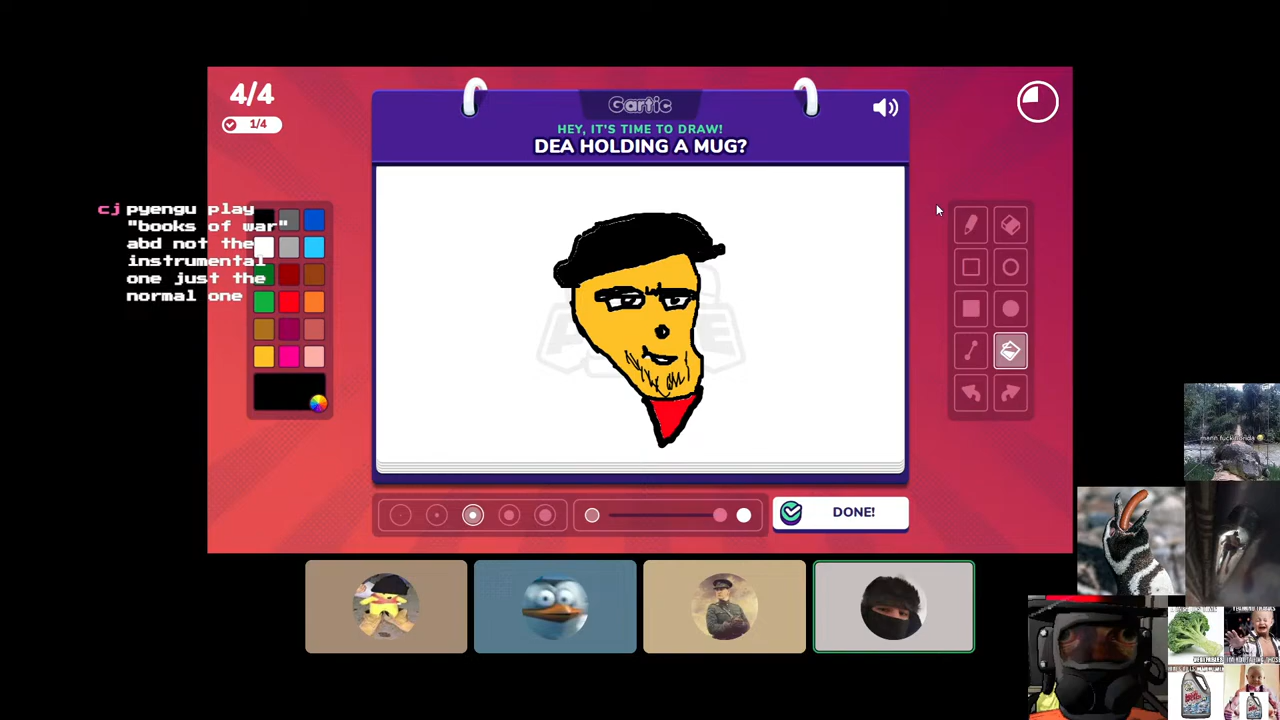 4/4
1/4
Gartic
HEY, IT'S TIME TO DRAW!
DEA HOLDING A MUG?
cj pyengu play
"books of war"
abd not the
instrumental
one just the
normal one
DONE!